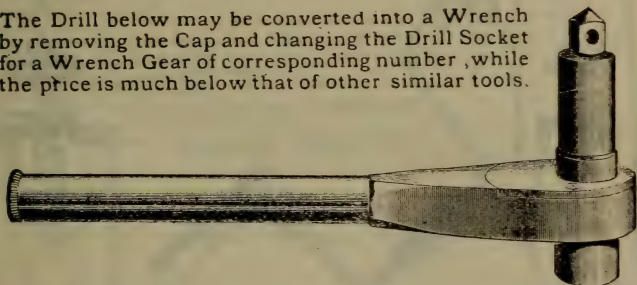 The Drill below may be converted into a Wrench
by removing the Cap and changing the Drill Socket
for a Wrench Gear of corresponding number ,while
the price is much below that of other similar tools.